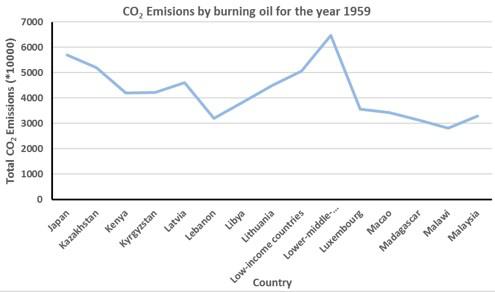 CO₂ Emisions by burning oil for the year 1959
Total CO₂ Emissions (*10000)
7000
6000
5000
4000
3000
2000
1000
0
Japan
Kazakhstan
Kenya
Kyrgyzstan
Latvia
Lebanon
Libya
Lithuania
Low-income countries
Lower-middle-...
Luxembourg
Macao
Madagascar
Malawi
Malaysia
Country